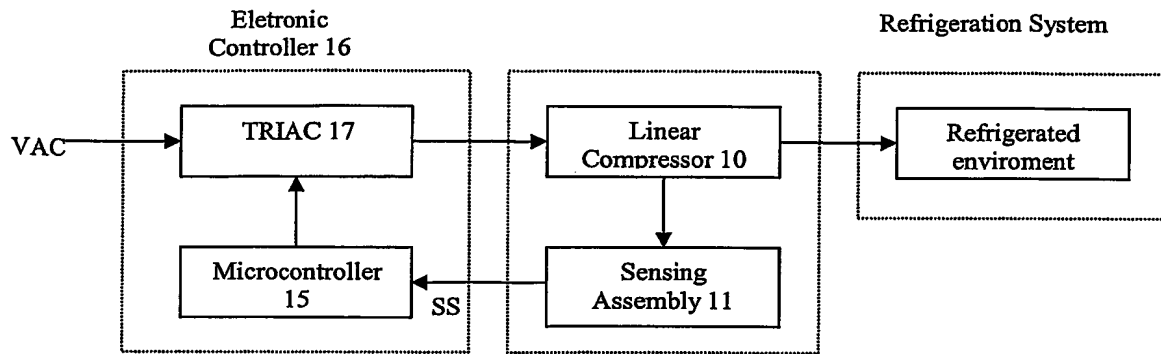 Eletronic
Controller 16
Refrigeration System
VAC
TRIAC 17
Linear
Compressor 10
Refrigerated
enviroment
Microcontroller
15
SS
Sensing
Assembly 11